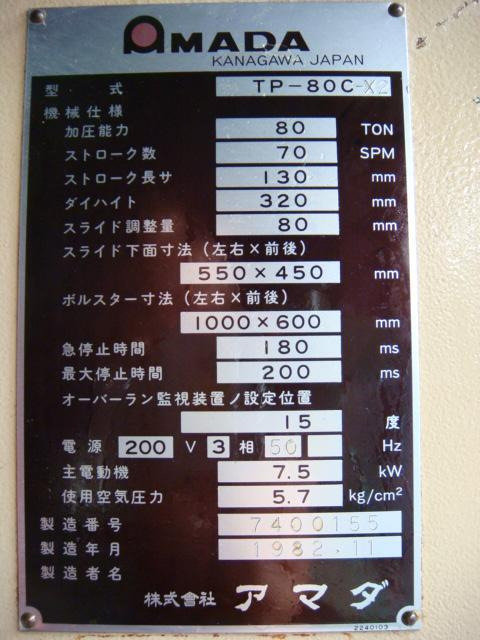 AMADA
KANAGAWA JAPAN
型式 TP-80C-X2
機械仕様
加圧能力 80 TON
ストローク数 70 SPM
ストローク長サ 130 mm
ダイハイト 320 mm
スライド調整量 80 mm
スライド下面寸法(左右×前後)
550×450 mm
ボルスター寸法(左右×前後)
1000×600 mm
急停止時間 180 ms
最大停止時間 200 ms
オーバーラン監視装置ノ設定位置
15 度
電源 200 V 3 相 50 Hz
主電動機 7.5 kW
使用空気圧力 5.7 kg/cm²
製造番号 7400155
製造年月 1982.11
製造者名
株式會社 アマダ
2240103